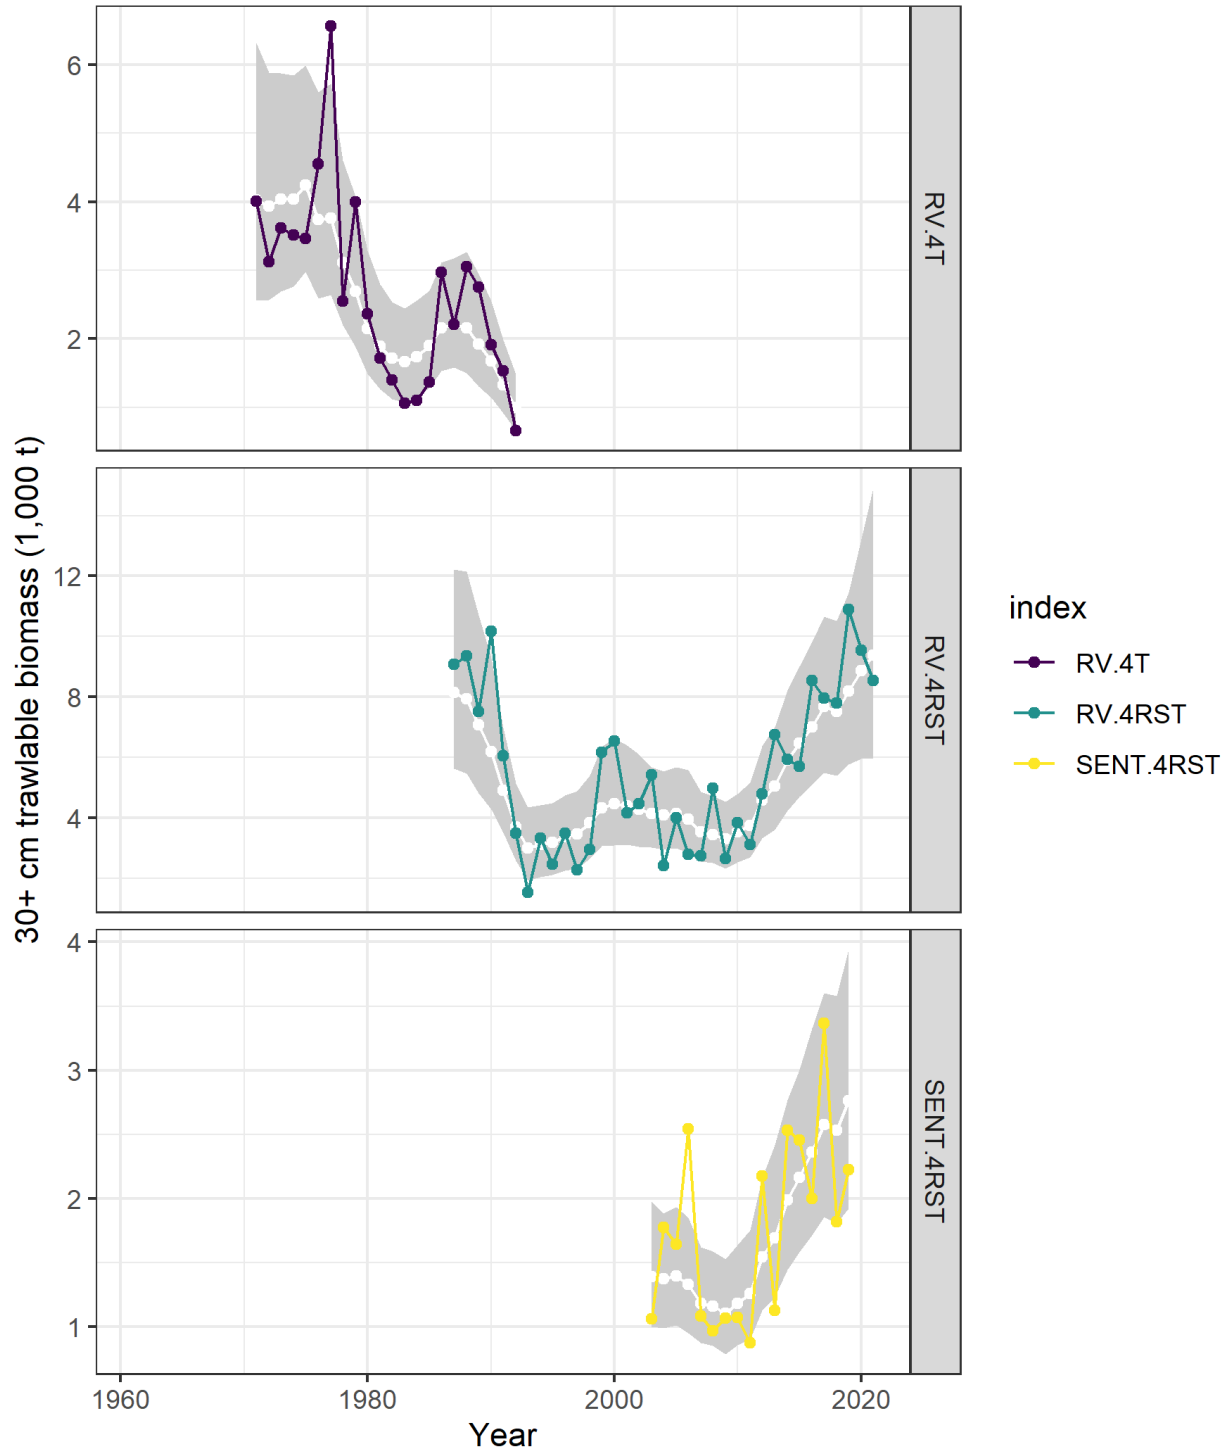 30+ cm trawlable biomass (1,000 t)
6
4
2
RV.4T
12
8
4
RV.4RST
4
3
2
1
SENT.4RST
1960
1980
2000
2020
Year
index
RV.4T
RV.4RST
SENT.4RST